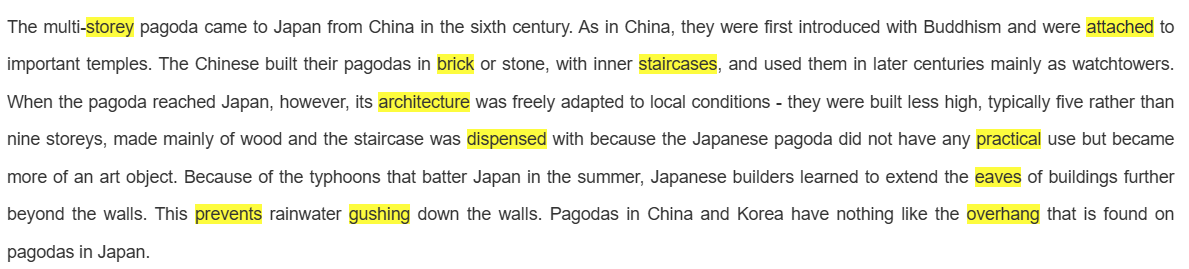 The multi-storey pagoda came to Japan from China in the sixth century. As in China, they were first introduced with Buddhism and were attached to
important temples. The Chinese built their pagodas in brick or stone, with inner staircases, and used them in later centuries mainly as watchtowers.
When the pagoda reached Japan, however, its architecture was freely adapted to local conditions - they were built less high, typically five rather than
nine storeys, made mainly of wood and the staircase was dispensed with because the Japanese pagoda did not have any practical use but became
more of an art object. Because of the typhoons that batter Japan in the summer, Japanese builders learned to extend the eaves of buildings further
beyond the walls. This prevents rainwater gushing down the walls. Pagodas in China and Korea have nothing like the overhang that is found on
pagodas in Japan.